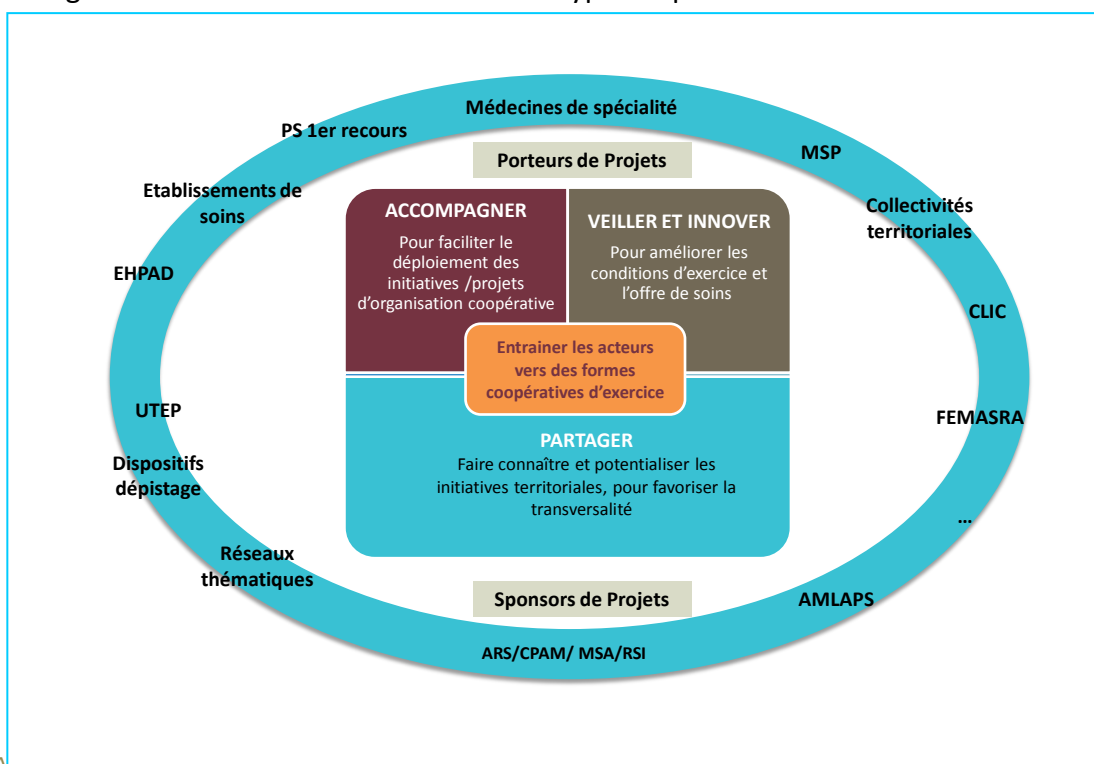 Médecines de spécialité
PS 1er recours
MSP
Porteurs de Projets
Etablissements de
soins
Collectivités
territoriales
ACCOMPAGNER
Pour faciliter le
déploiement des
initiatives /projets
d'organisation coopérative
VEILLER ET INNOVER
Pour améliorer les
conditions d'exercice et
l'offre de soins
EHPAD
CLIC
Entrainer les acteurs
vers des formes
coopératives d'exercice
UTEP
FEMASRA
PARTAGER
Faire connaître et potentialiser les
initiatives territoriales, pour favoriser la
transversalité
Dispositifs
dépistage
...
Réseaux
thématiques
Sponsors de Projets
AMLAPS
ARS/CPAM/ MSA/RSI